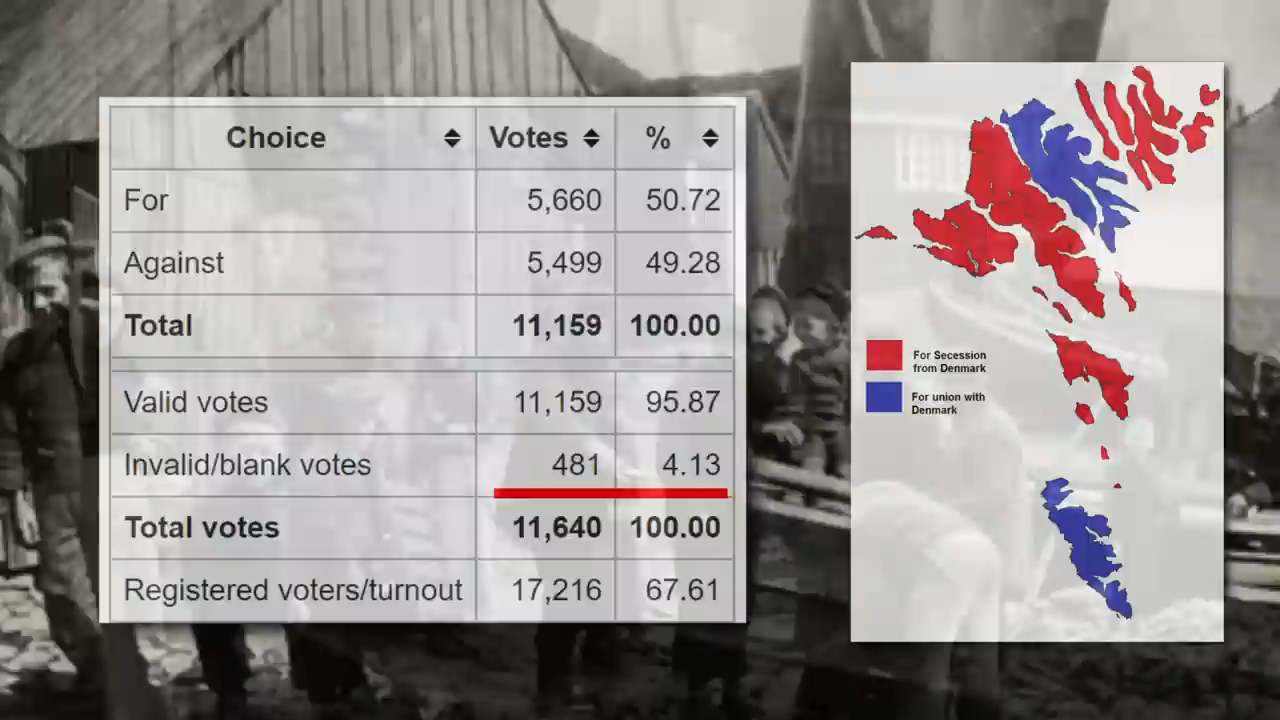 Choice Votes %
For 5,660 50.72
Against 5,499 49.28
Total 11,159 100.00
Valid votes 11,159 95.87
Invalid/blank votes 481 4.13
Total votes 11,640 100.00
Registered voters/turnout 17,216 67.61
For Secession
from Denmark
For union with
Denmark